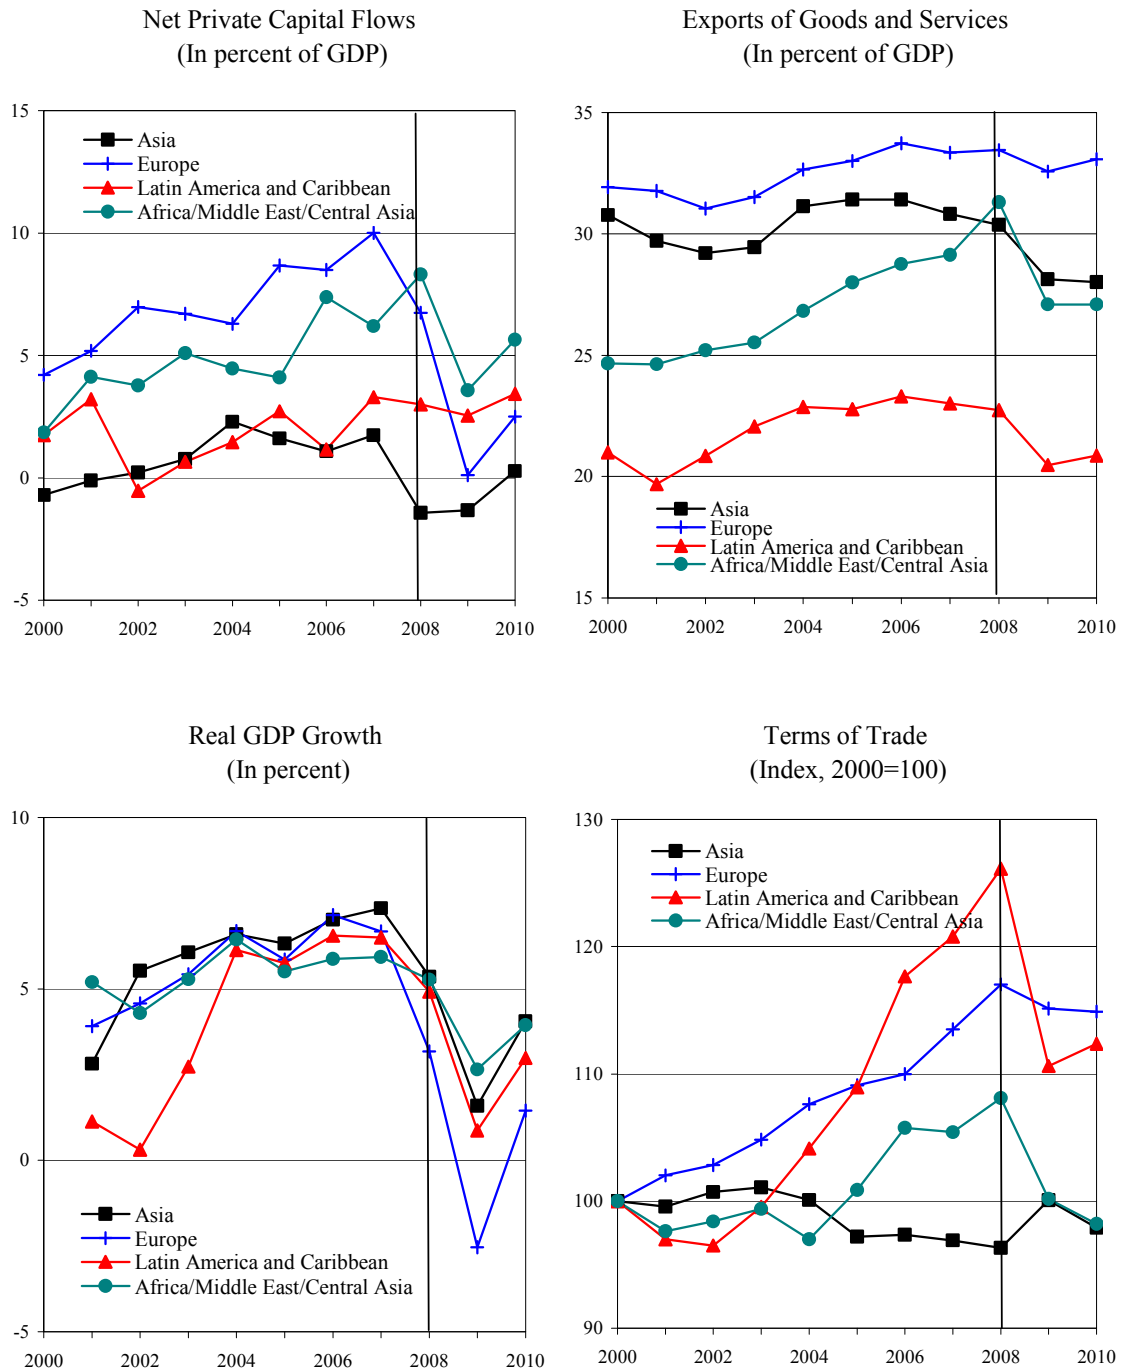 Net Private Capital Flows
(In percent of GDP)
15
10
5
0
-5
Asia
Europe
Latin America and Caribbean
Africa/Middle East/Central Asia
2000 2002 2004 2006 2008 2010
Exports of Goods and Services
(In percent of GDP)
35
30
25
20
15
Asia
Europe
Latin America and Caribbean
Africa/Middle East/Central Asia
2000 2002 2004 2006 2008 2010
Real GDP Growth
(In percent)
10
5
0
-5
Asia
Europe
Latin America and Caribbean
Africa/Middle East/Central Asia
2000 2002 2004 2006 2008 2010
Terms of Trade
(Index, 2000=100)
130
120
110
100
90
Asia
Europe
Latin America and Caribbean
Africa/Middle East/Central Asia
2000 2002 2004 2006 2008 2010